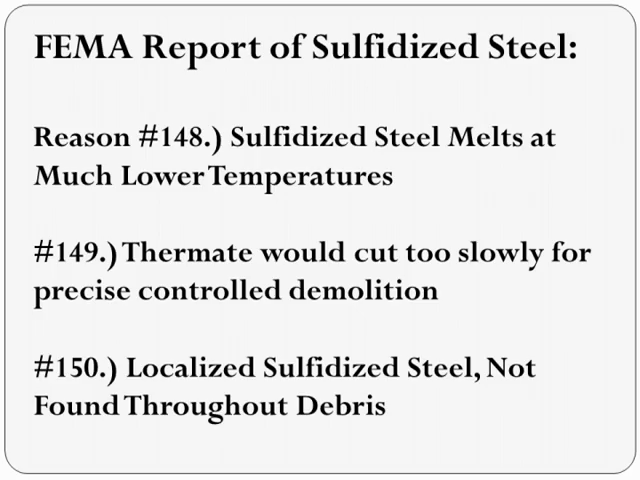 FEMA Report of Sulfidized Steel:
Reason #148.) Sulfidized Steel Melts at
Much Lower Temperatures
#149.) Thermate would cut too slowly for
precise controlled demolition
#150.) Localized Sulfidized Steel, Not
Found Throughout Debris